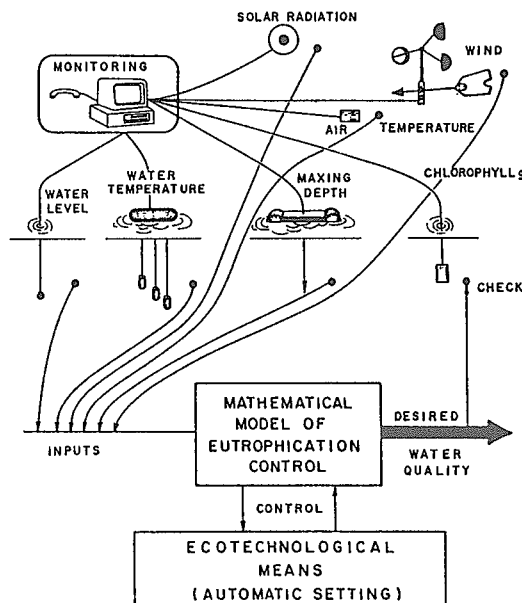 SOLAR RADIATION
MONITORING
WIND
AIR
TEMPERATURE
WATER
LEVEL
WATER
TEMPERATURE
MAXING
DEPTH
CHLOROPHYLLS
CHECK
INPUTS
MATHEMATICAL
MODEL OF
EUTROPHICATION
CONTROL
DESIRED
WATER
QUALITY
CONTROL
ECOTECHNOLOGICAL
MEANS
(AUTOMATIC SETTING)